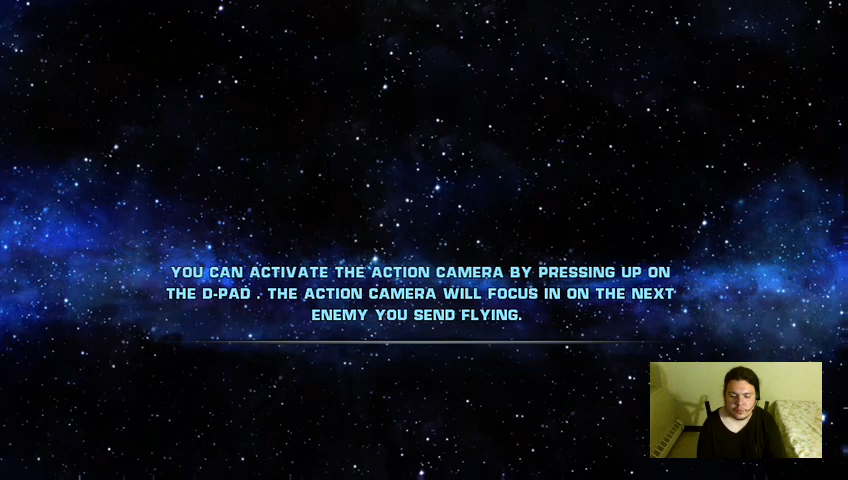 YOU CAN ACTIVATE THE ACTION CAMERA BY PRESSING UP ON
THE D-PAD . THE ACTION CAMERA WILL FOCUS IN ON THE NEXT
ENEMY YOU SEND FLYING.